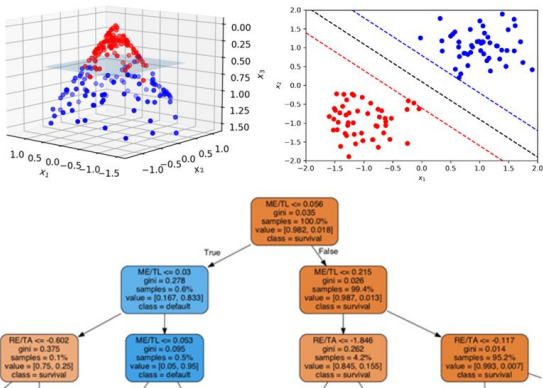 0.00
0.25
0.50
0.75
1.00
1.25
1.50
x₃
1.0 0.5 0.0 −0.5 −1.0 −1.5
x₁
−1.0 −0.5 0.0 0.5 1.0
x₂
2.0
1.5
1.0
0.5
0.0
−0.5
−1.0
−1.5
−2.0
x₂
−2.0 −1.5 −1.0 −0.5 0.0 0.5 1.0 1.5 2.0
x₁
ME/TL <= 0.056
gini = 0.035
samples = 100.0%
value = [0.982, 0.018]
class = survival
True
False
ME/TL <= 0.03
gini = 0.278
samples = 0.6%
value = [0.167, 0.833]
class = default
ME/TL <= 0.215
gini = 0.026
samples = 99.4%
value = [0.987, 0.013]
class = survival
RE/TA <= -0.602
gini = 0.375
samples = 0.1%
value = [0.75, 0.25]
class = survival
ME/TL <= 0.053
gini = 0.095
samples = 0.5%
value = [0.05, 0.95]
class = default
RE/TA <= -1.846
gini = 0.262
samples = 4.2%
value = [0.845, 0.155]
class = survival
RE/TA <= -0.117
gini = 0.014
samples = 95.2%
value = [0.993, 0.007]
class = survival